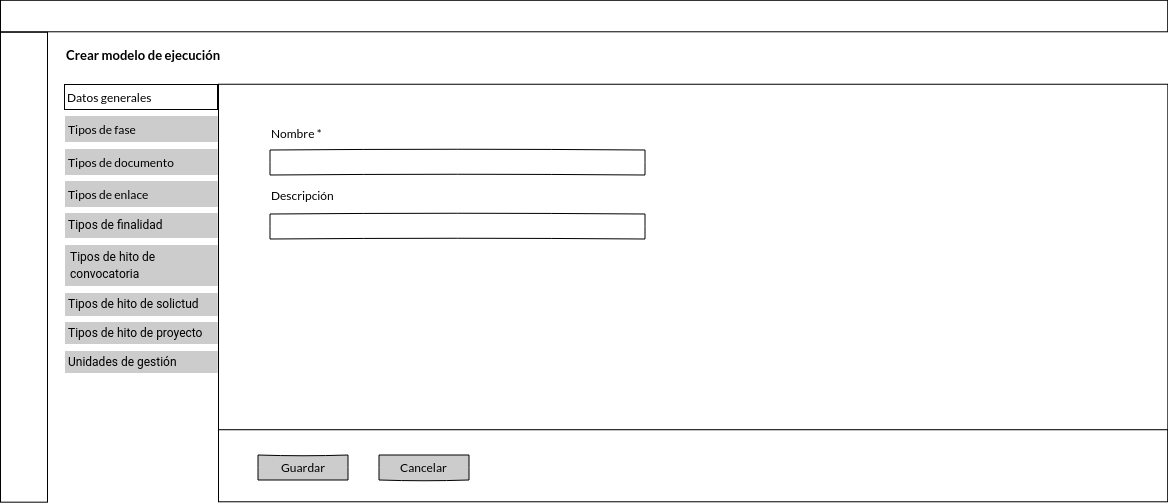 Crear modelo de ejecución
Datos generales
Tipos de fase
Tipos de documento
Tipos de enlace
Tipos de finalidad
Tipos de hito de
convocatoria
Tipos de hito de solictud
Tipos de hito de proyecto
Unidades de gestión
Nombre *
Descripción
Guardar
Cancelar